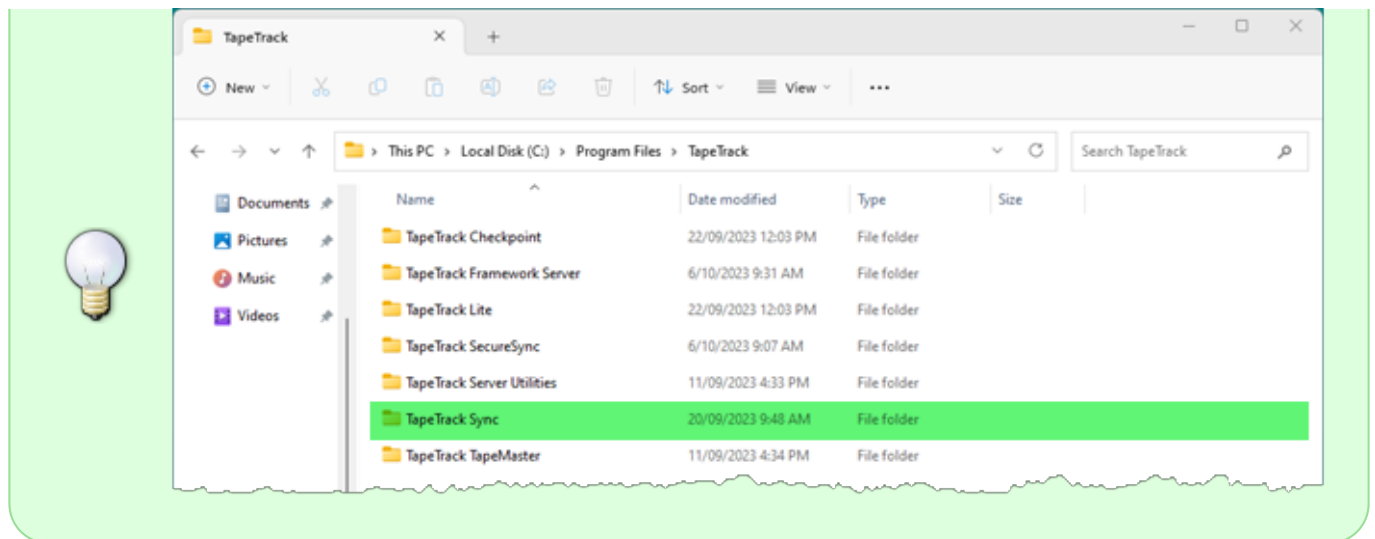 TapeTrack
New
Sort
View
This PC > Local Disk (C:) > Program Files > TapeTrack
Search TapeTrack
Documents
Pictures
Music
Videos
Name Date modified Type Size
TapeTrack Checkpoint 22/09/2023 12:03 PM File folder
TapeTrack Framework Server 6/10/2023 9:31 AM File folder
TapeTrack Lite 22/09/2023 12:03 PM File folder
TapeTrack SecureSync 6/10/2023 9:07 AM File folder
TapeTrack Server Utilities 11/09/2023 4:33 PM File folder
TapeTrack Sync 20/09/2023 9:48 AM File folder
TapeTrack TapeMaster 11/09/2023 4:34 PM File folder